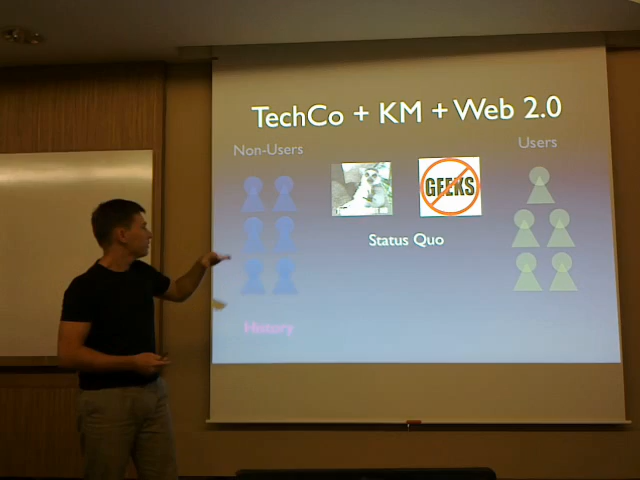 TechCo + KM + Web 2.0
Non-Users
Users
GEEKS
Status Quo
History